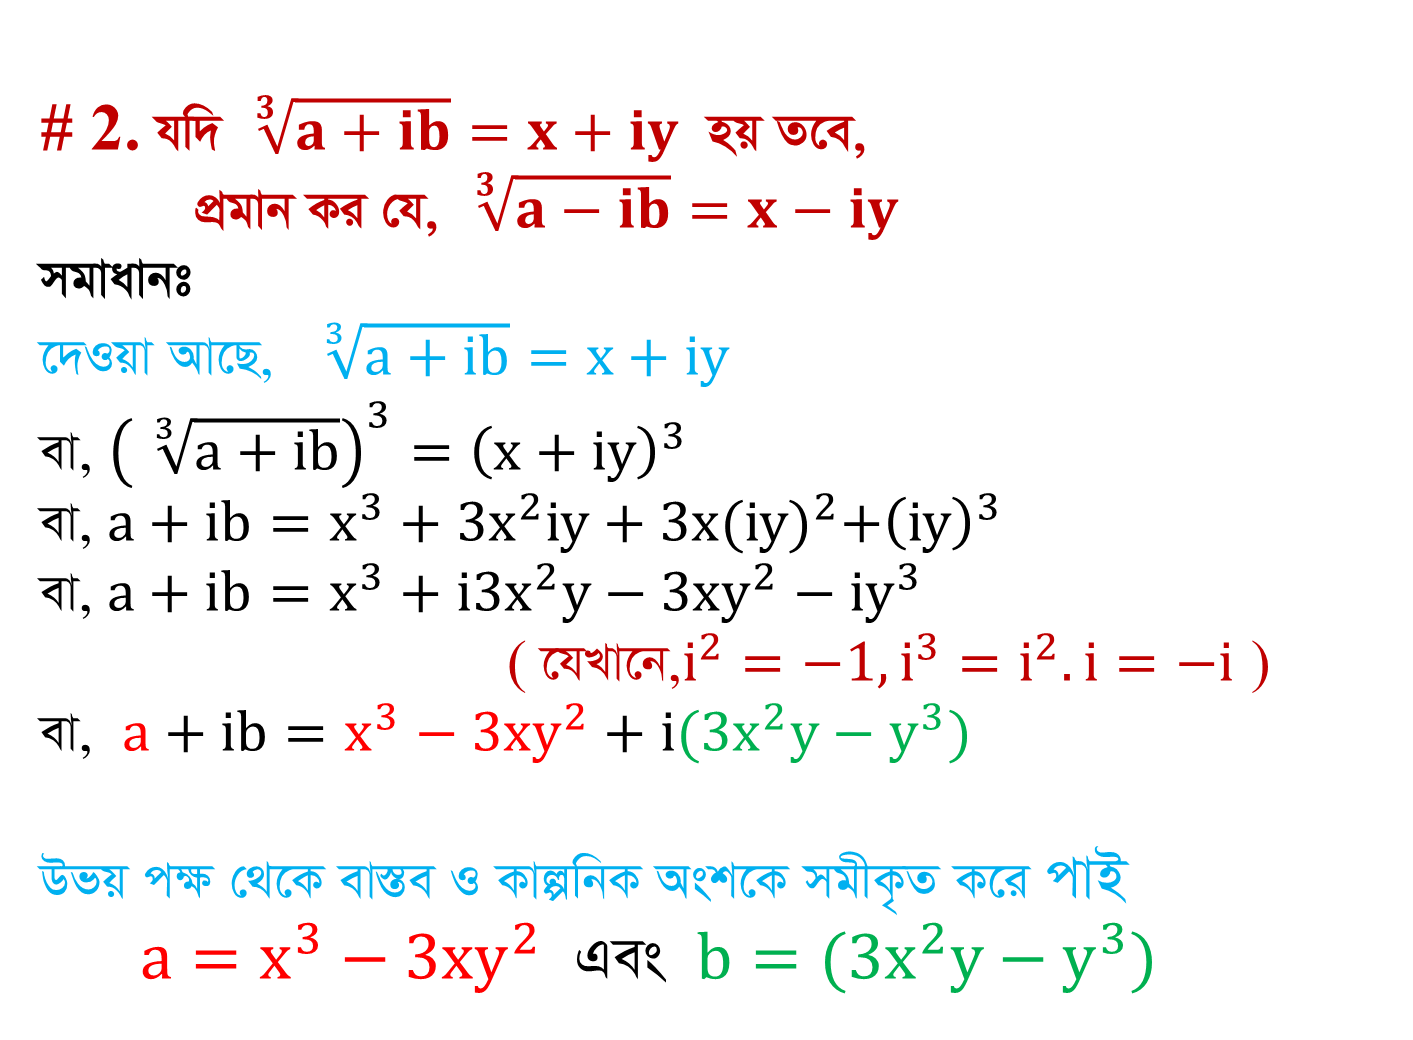 # 2. যদি ∛(a + ib) = x + iy হয় তবে,
প্রমান কর যে, ∛(a − ib) = x − iy
সমাধানঃ
দেওয়া আছে, ∛(a + ib) = x + iy
বা, (∛(a + ib))³ = (x + iy)³
বা, a + ib = x³ + 3x²iy + 3x(iy)²+(iy)³
বা, a + ib = x³ + i3x²y − 3xy² − iy³
( যেখানে,i² = −1, i³ = i². i = −i )
বা, a + ib = x³ − 3xy² + i(3x²y − y³)
উভয় পক্ষ থেকে বাস্তব ও কাল্পনিক অংশকে সমীকৃত করে পাই
a = x³ − 3xy² এবং b = (3x²y − y³)